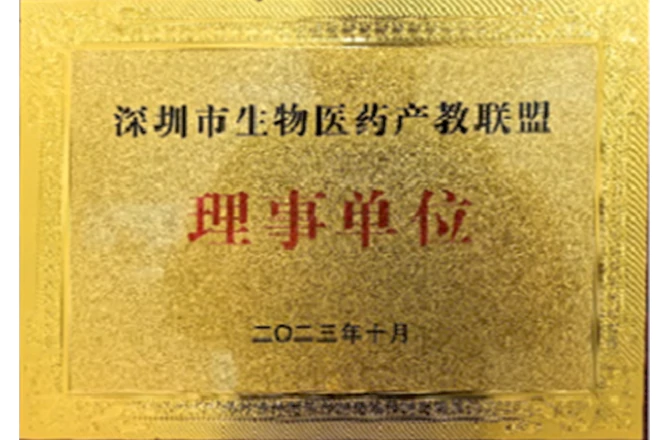 深圳市生物医药产教联盟
理事单位
二〇二三年十月